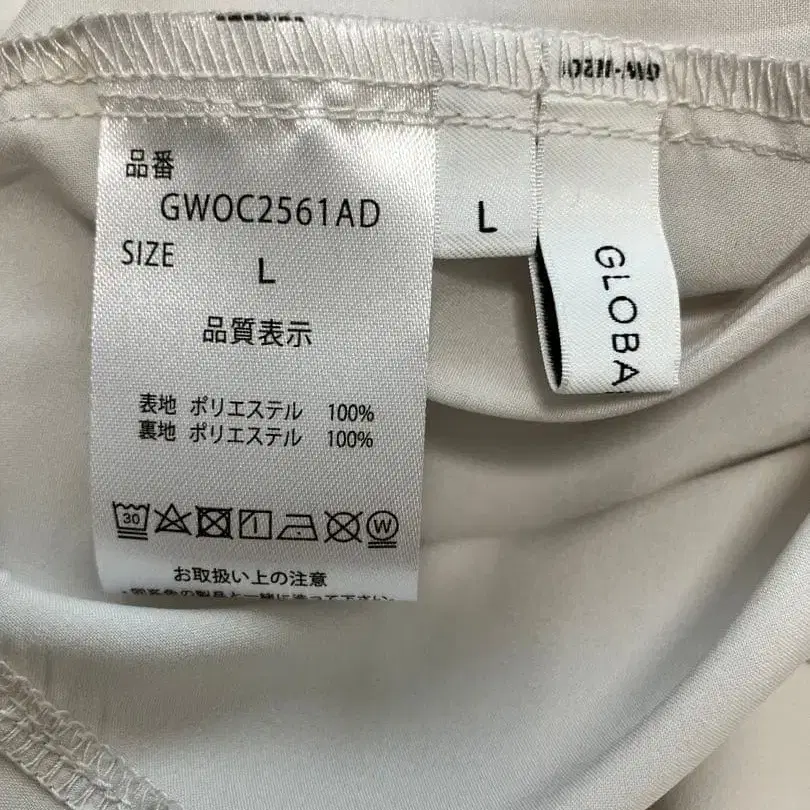 品番
GWOC2561AD
SIZE
L
品質表示
表地 ポリエステル 100%
裏地 ポリエステル 100%
30
W
お取扱い上の注意
L
GLOBA